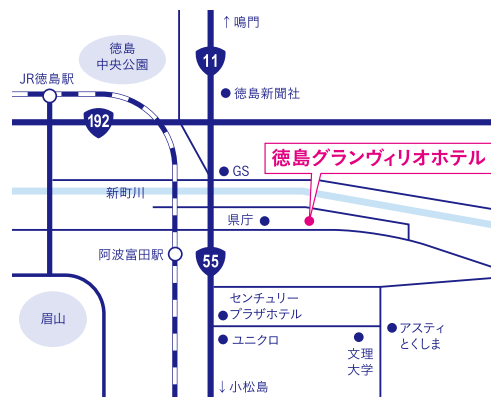 ↑鳴門
徳島
中央公園
11
JR徳島駅
徳島新聞社
192
徳島グランヴィリオホテル
GS
新町川
県庁
阿波富田駅
55
センチュリー
プラザホテル
眉山
アスティ
とくしま
ユニクロ
文理
大学
↓小松島